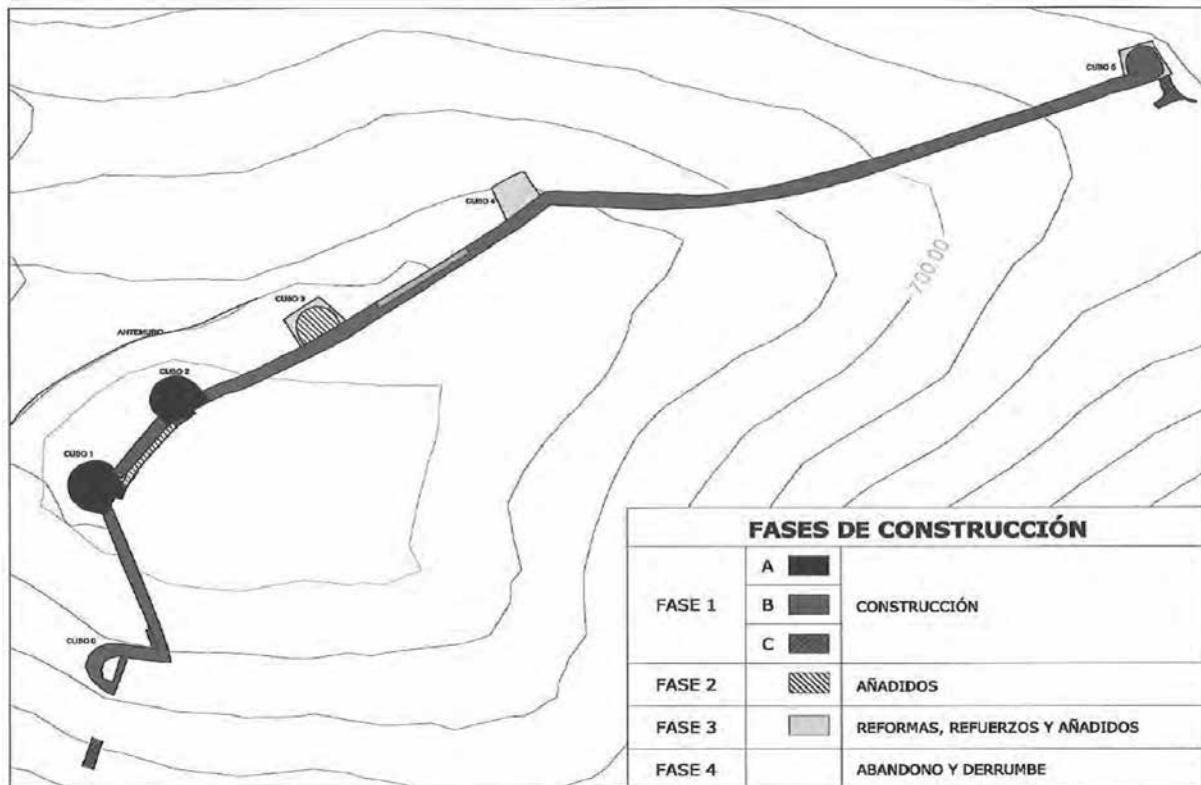 CUBO 5
CUBO 4
700.00
CUBO 3
ANTEMURO
CUBO 2
CUBO 1
CUBO 0
FASES DE CONSTRUCCIÓN
FASE 1
A
B
C
CONSTRUCCIÓN
FASE 2
AÑADIDOS
FASE 3
REFORMAS, REFUERZOS Y AÑADIDOS
FASE 4
ABANDONO Y DERRUMBE